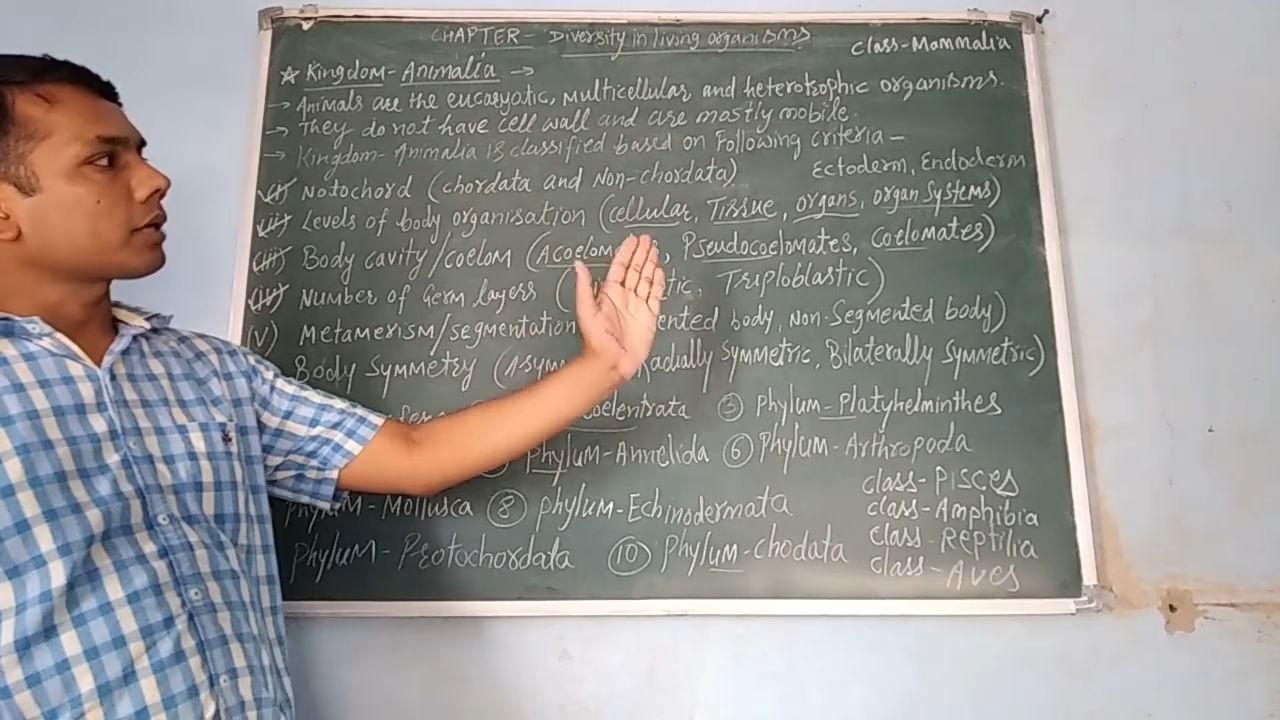 CHAPTER- Diversity in living organisms
class-Mammalia
☆ Kingdom-Animalia →
→ Animals are the eucaryatic, multicellular and heterotrophic organisms.
→ They do not have cell wall and are mostly mobile.
→ Kingdom-Animalia is classified based on following criteria –
Ectoderm, Endoderm
(i) Notochord (chordata and Non-chordata)
(ii) Levels of body organisation (cellular, Tissue, organs, organ Systems)
(iii) Body cavity/coelom (Acoelom, Pseudocoelomates, Coelomates)
(iv) Number of Germ layers (tic, Triploblastic)
(v) Metamerism/segmentation ented body, non-Segmented body)
Body Symmetry (Asym Radially Symmetric, Bilaterally Symmetric)
coelentrata ③ Phylum-Platyhelminthes
Phylum-Annelida ⑥ Phylum-Arthropoda
Phylum-Mollusca ⑧ Phylum-Echinodermata
Phylum-Protochordata ⑩ Phylum-chodata
class-Pisces
class-Amphibia
class-Reptilia
class-Aves